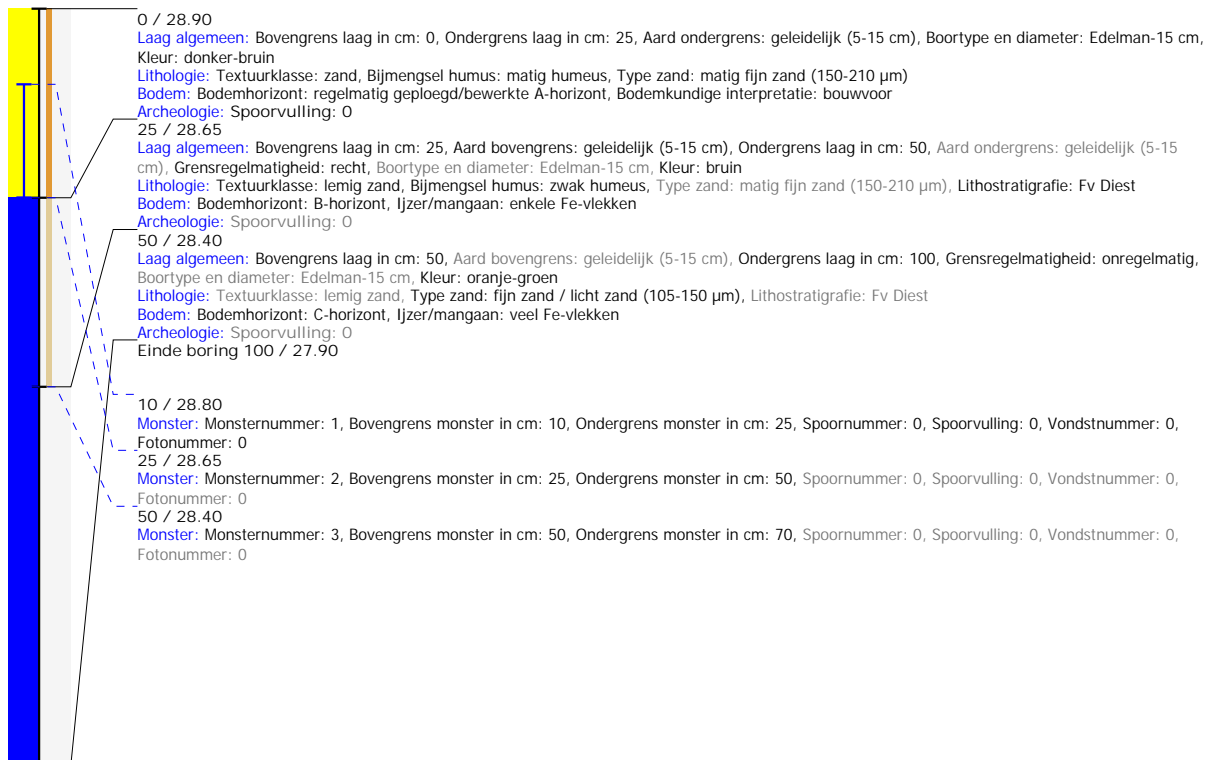 0 / 28.90
Laag algemeen: Bovengrens laag in cm: 0, Ondergrens laag in cm: 25, Aard ondergrens: geleidelijk (5-15 cm), Boortype en diameter: Edelman-15 cm,
Kleur: donker-bruin
Lithologie: Textuurklasse: zand, Bijmengsel humus: matig humeus, Type zand: matig fijn zand (150-210 µm)
Bodem: Bodemhorizont: regelmatig geploegd/bewerkte A-horizont, Bodemkundige interpretatie: bouwvoor
Archeologie: Spoorvulling: 0
25 / 28.65
Laag algemeen: Bovengrens laag in cm: 25, Aard bovengrens: geleidelijk (5-15 cm), Ondergrens laag in cm: 50, Aard ondergrens: geleidelijk (5-15
cm), Grensregelmatigheid: recht, Boortype en diameter: Edelman-15 cm, Kleur: bruin
Lithologie: Textuurklasse: lemig zand, Bijmengsel humus: zwak humeus, Type zand: matig fijn zand (150-210 µm), Lithostratigrafie: Fv Diest
Bodem: Bodemhorizont: B-horizont, Ijzer/mangaan: enkele Fe-vlekken
Archeologie: Spoorvulling: 0
50 / 28.40
Laag algemeen: Bovengrens laag in cm: 50, Aard bovengrens: geleidelijk (5-15 cm), Ondergrens laag in cm: 100, Grensregelmatigheid: onregelmatig,
Boortype en diameter: Edelman-15 cm, Kleur: oranje-groen
Lithologie: Textuurklasse: lemig zand, Type zand: fijn zand / licht zand (105-150 µm), Lithostratigrafie: Fv Diest
Bodem: Bodemhorizont: C-horizont, Ijzer/mangaan: veel Fe-vlekken
Archeologie: Spoorvulling: 0
Einde boring 100 / 27.90
10 / 28.80
Monster: Monsternummer: 1, Bovengrens monster in cm: 10, Ondergrens monster in cm: 25, Spoornummer: 0, Spoorvulling: 0, Vondstnummer: 0,
Fotonummer: 0
25 / 28.65
Monster: Monsternummer: 2, Bovengrens monster in cm: 25, Ondergrens monster in cm: 50, Spoornummer: 0, Spoorvulling: 0, Vondstnummer: 0,
Fotonummer: 0
50 / 28.40
Monster: Monsternummer: 3, Bovengrens monster in cm: 50, Ondergrens monster in cm: 70, Spoornummer: 0, Spoorvulling: 0, Vondstnummer: 0,
Fotonummer: 0